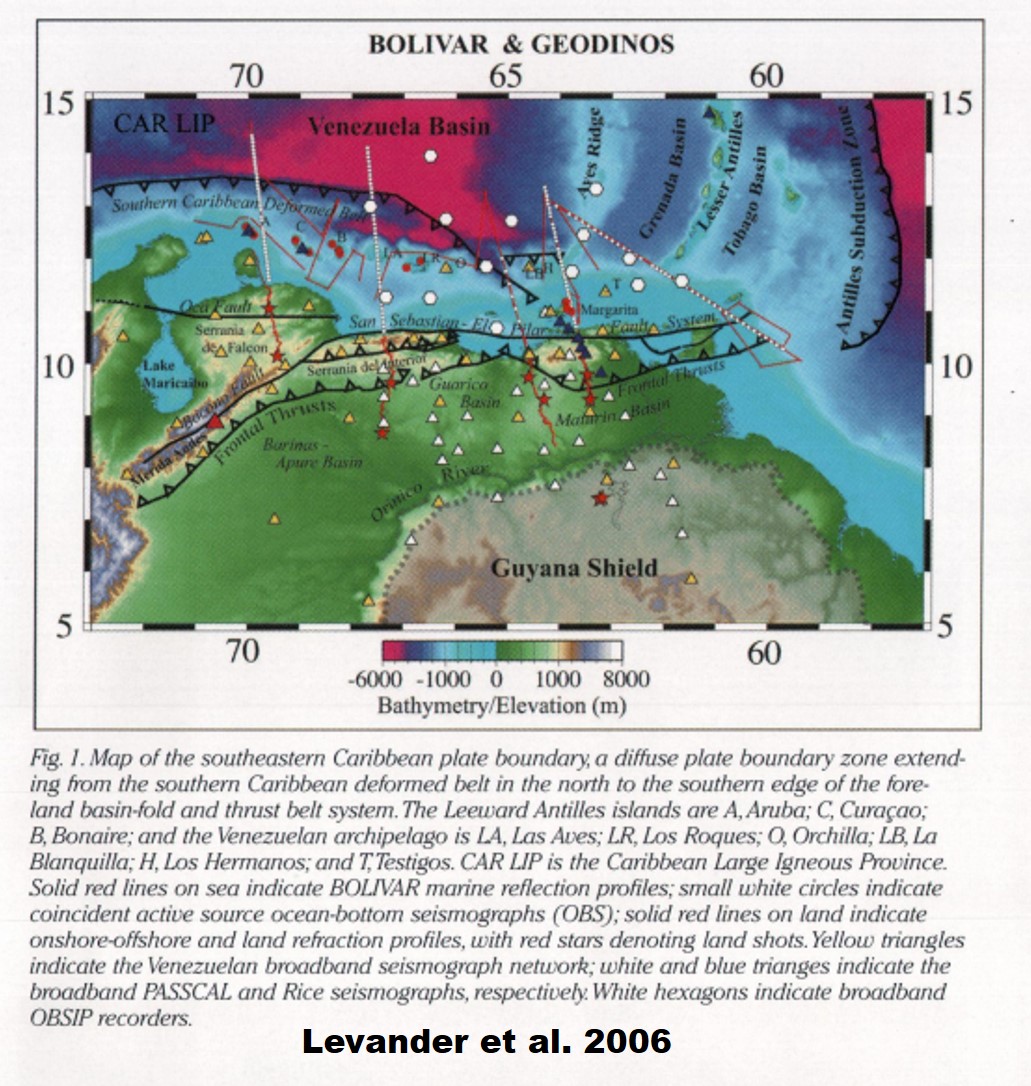 BOLIVAR & GEODINOS
70 65 60
15 15
CAR LIP
Venezuela Basin
Aves Ridge
Grenada Basin
Lesser Antilles
Tobago Basin
Antilles Subduction Zone
Southern Caribbean Deformed Belt
A
C
B
LA
LR
O
LB
H
T
Margarita
Oca Fault
San Sebastian - El Pilar Fault System
Serrania
de Falcon
Serrania del Interior
10 10
Lake
Maricaibo
Bocono Fault
Guarico
Basin
Frontal Thrusts
Maturin Basin
Frontal Thrusts
Merida Andes
Barinas -
Apure Basin
Orinico River
Guyana Shield
5 5
70 60
-6000 -1000 0 1000 8000
Bathymetry/Elevation (m)
Fig. 1. Map of the southeastern Caribbean plate boundary, a diffuse plate boundary zone extend-
ing from the southern Caribbean deformed belt in the north to the southern edge of the fore-
land basin-fold and thrust belt system. The Leeward Antilles islands are A, Aruba; C, Curaçao;
B, Bonaire; and the Venezuelan archipelago is LA, Las Aves; LR, Los Roques; O, Orchilla; LB, La
Blanquilla; H, Los Hermanos; and T, Testigos. CAR LIP is the Caribbean Large Igneous Province.
Solid red lines on sea indicate BOLIVAR marine reflection profiles; small white circles indicate
coincident active source ocean-bottom seismographs (OBS); solid red lines on land indicate
onshore-offshore and land refraction profiles, with red stars denoting land shots. Yellow triangles
indicate the Venezuelan broadband seismograph network; white and blue trianges indicate the
broadband PASSCAL and Rice seismographs, respectively. White hexagons indicate broadband
OBSIP recorders.
Levander et al. 2006